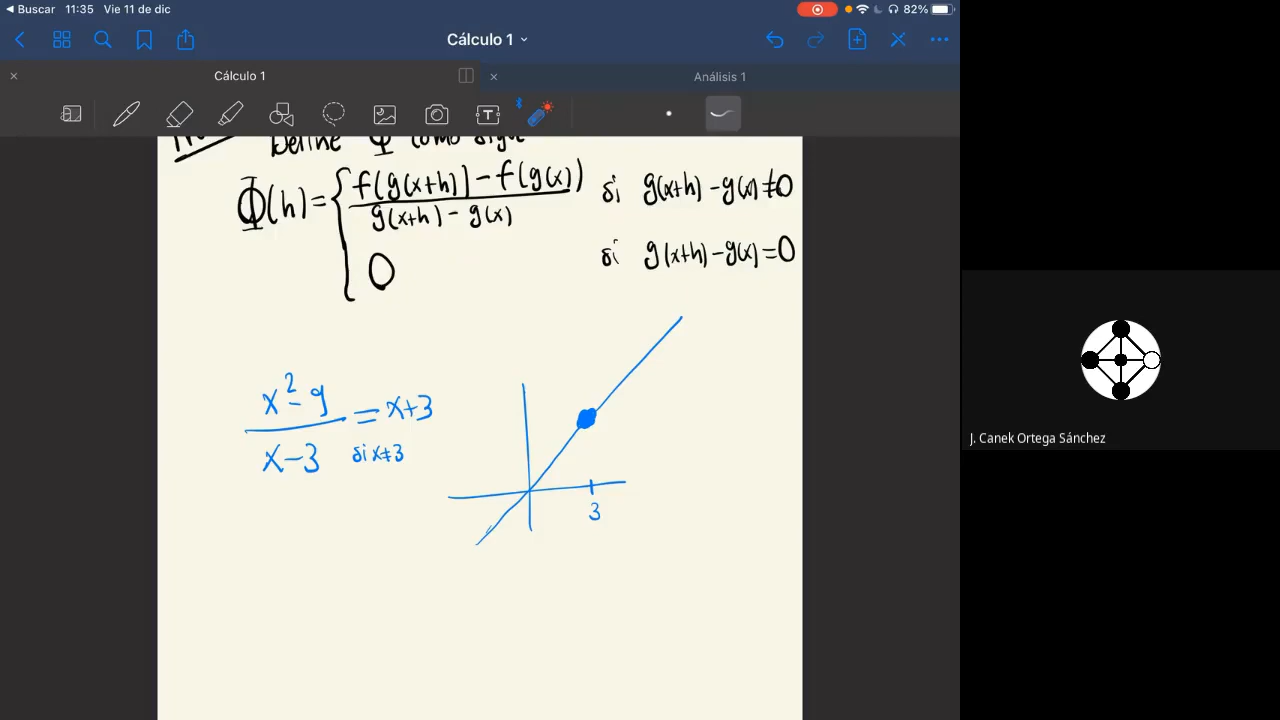 Buscar 11:35 Vie 11 de dic 82%
Cálculo 1
Cálculo 1 Análisis 1
T
Define Φ como
Φ(h) = { f(g(x+h)) - f(g(x)) / g(x+h) - g(x) si g(x+h) - g(x) ≠ 0
0 si g(x+h) - g(x) = 0
x² - 9 / x - 3 = x+3
si x≠3
3
J. Canek Ortega Sánchez